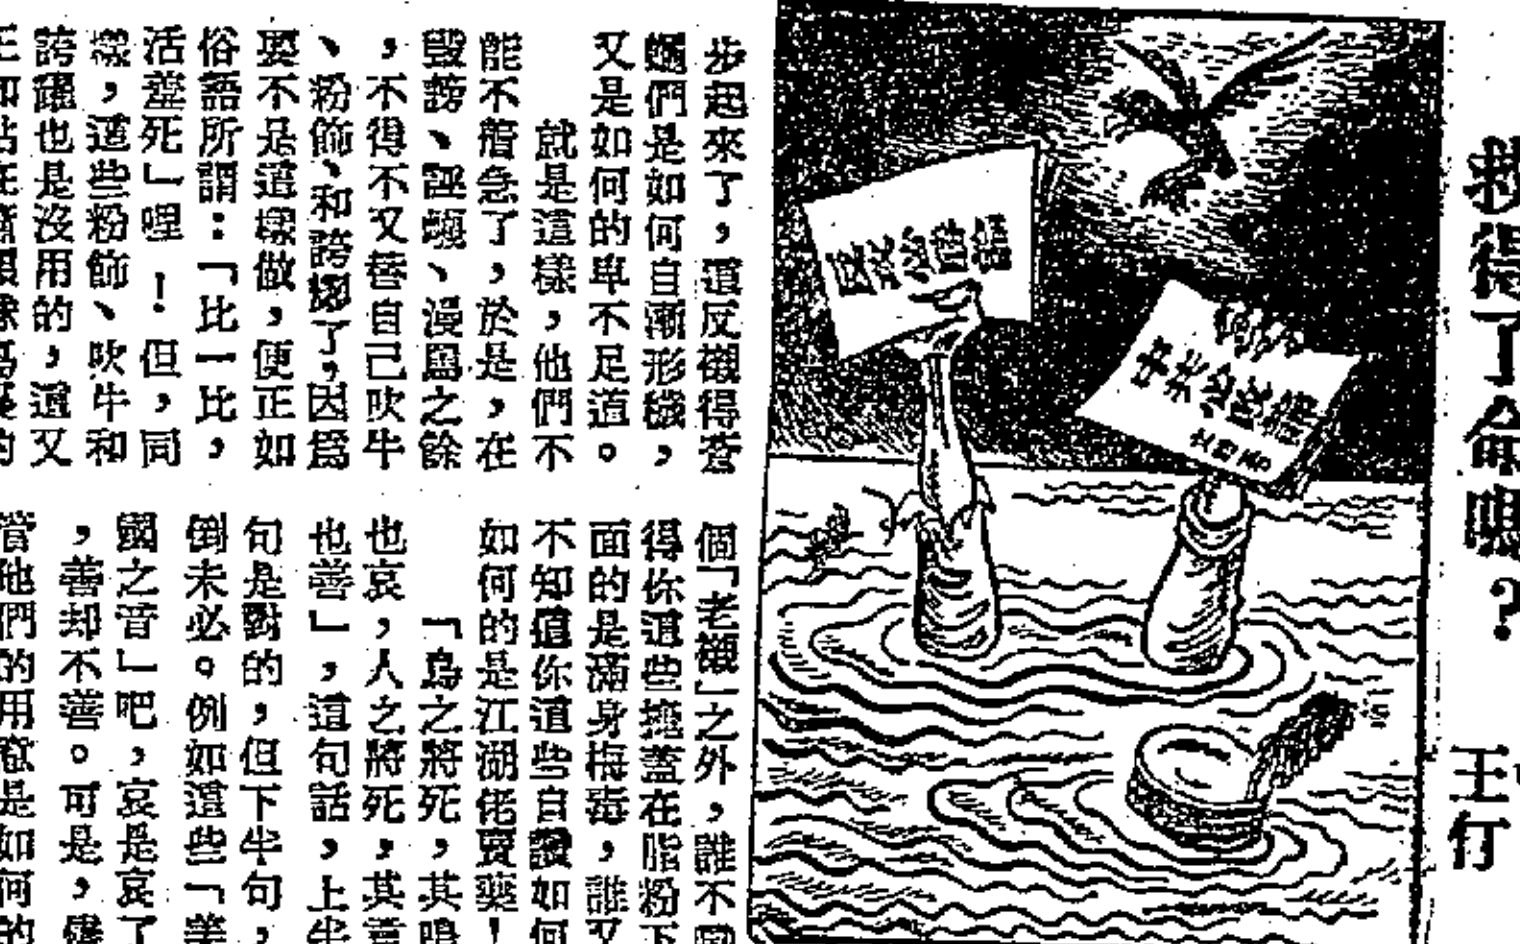 救得了命嗎？
王行
步起來了，這反襯得蒼
蠅們是如何自漸形穢，
又是如何的卑不足道。
就是這樣，他們不
能不着急了，於是，在
毀謗、誣衊、漫罵之餘
，不得不又替自己吹牛
、粉飾、和誇耀了，因爲
要不是這樣做，便正如
俗語所謂：「比一比，
活羞死」哩！但，同
樣，這些粉飾、吹牛和
誇耀也是沒用的，這又
個「老襯」之外，誰不
得你這些掩蓋在脂粉下
面的是滿身梅毒，誰又
不知道你這些自讚如何
如何的是江湖佬賣藥！
「鳥之將死，其鳴
也哀，人之將死，其言
也善」，這句話，上半
句是對的，但下半句，
倒未必。例如這些「美
國之音」吧，哀是哀了
，善却不善。可是，儘
管他們的用意是如何的